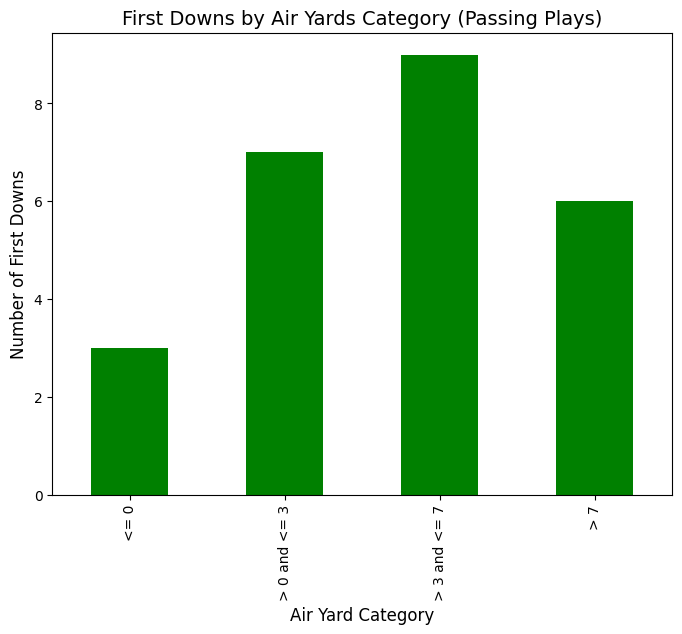 First Downs by Air Yards Category (Passing Plays)
Number of First Downs
8
6
4
2
0
<= 0
> 0 and <= 3
> 3 and <= 7
> 7
Air Yard Category